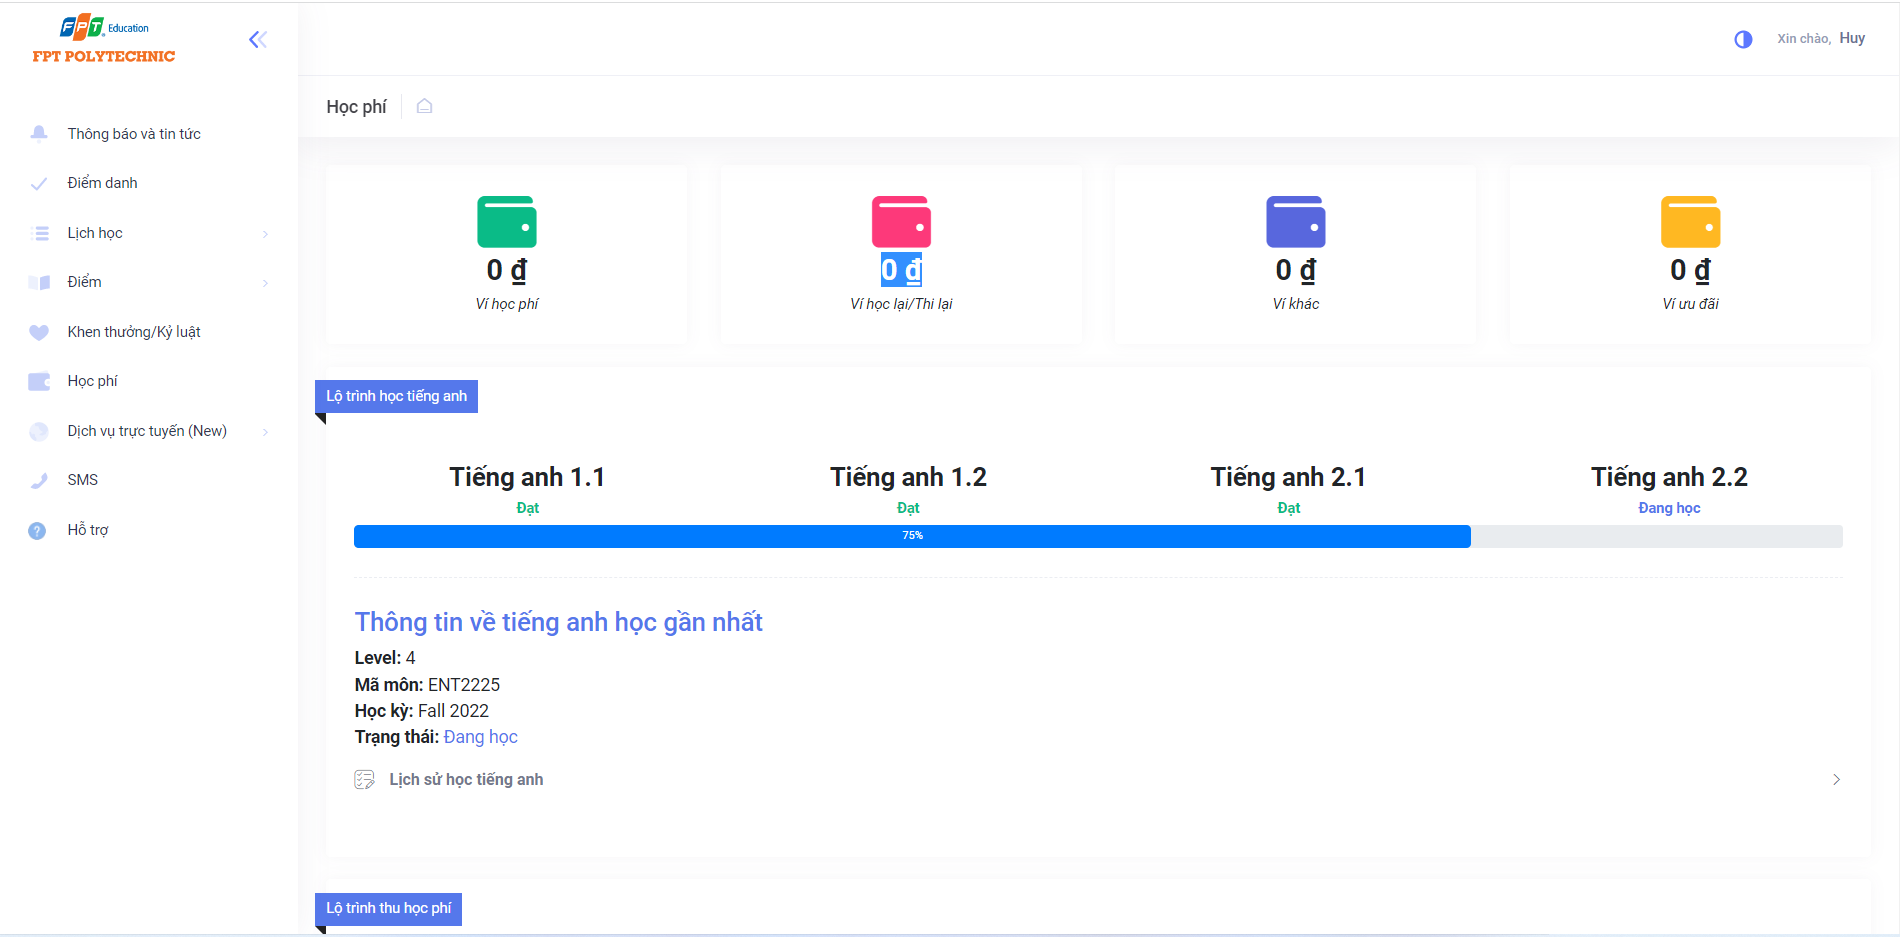 FPT Education
FPT POLYTECHNIC
Xin chào, Huy
Thông báo và tin tức
Điểm danh
Lịch học
Điểm
Khen thưởng/Kỷ luật
Học phí
Dịch vụ trực tuyến (New)
SMS
Hỗ trợ
Học phí
0 ₫
Ví học phí
0 ₫
Ví học lại/Thi lại
0 ₫
Ví khác
0 ₫
Ví ưu đãi
Lộ trình học tiếng anh
Tiếng anh 1.1
Đạt
Tiếng anh 1.2
Đạt
Tiếng anh 2.1
Đạt
Tiếng anh 2.2
Đang học
75%
Thông tin về tiếng anh học gần nhất
Level: 4
Mã môn: ENT2225
Học kỳ: Fall 2022
Trạng thái: Đang học
Lịch sử học tiếng anh
Lộ trình thu học phí